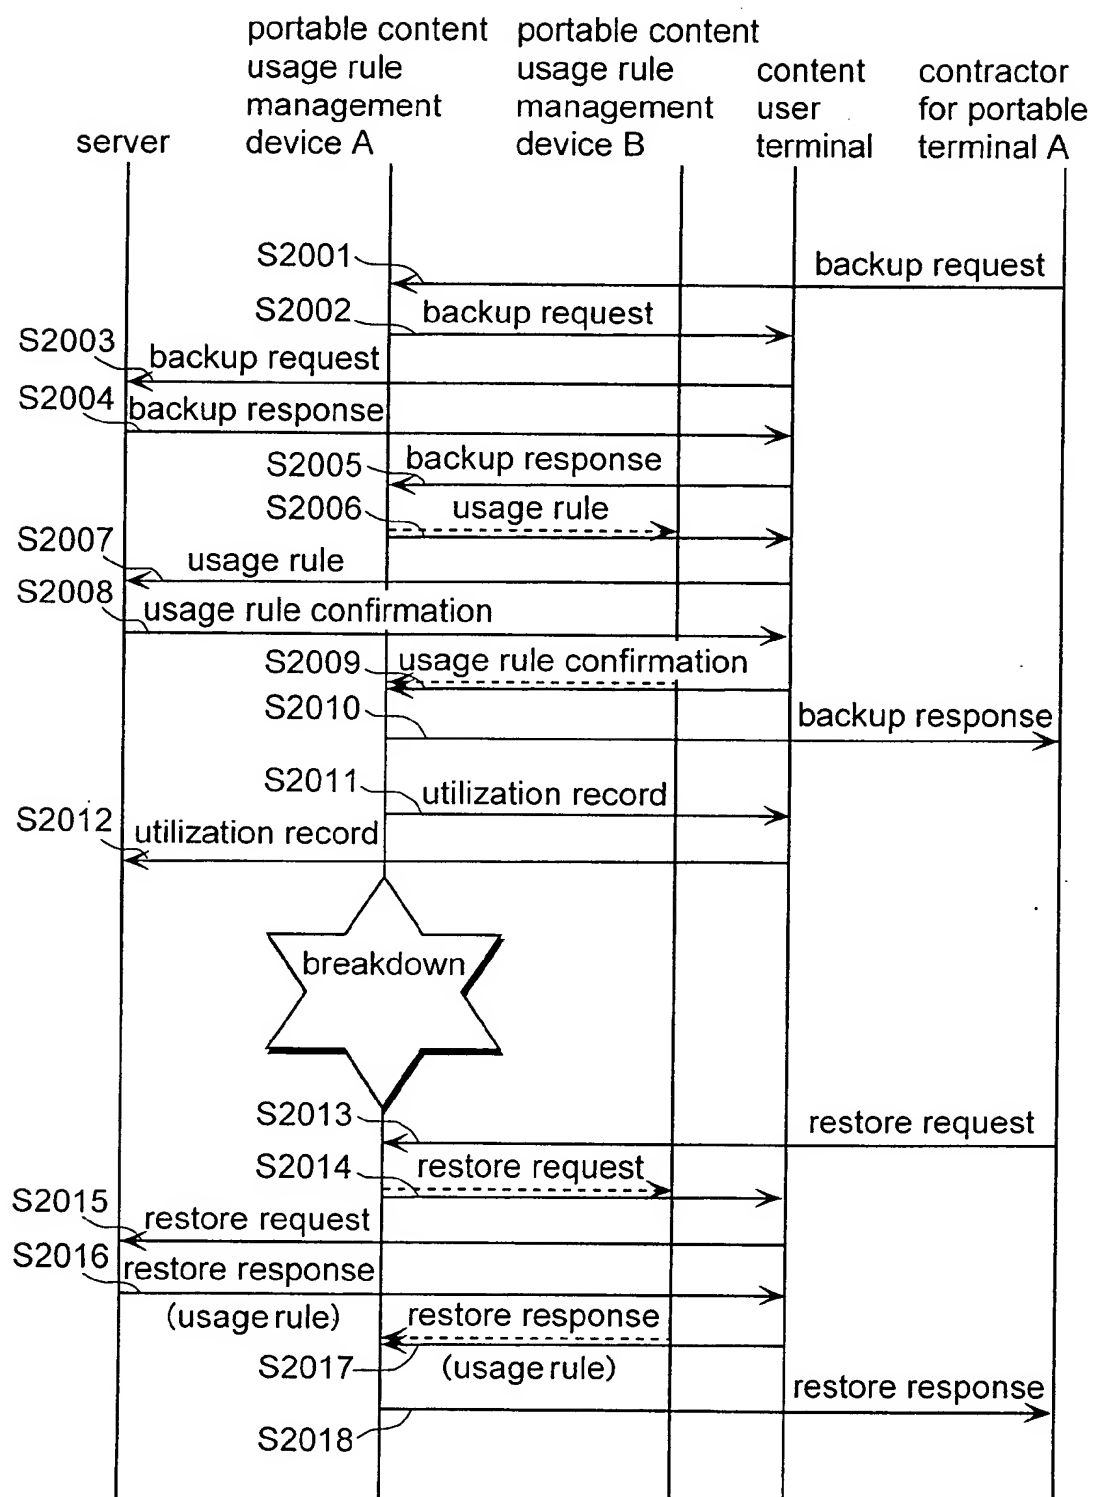 portable content
usage rule
management
device A
portable content
usage rule
management
device B
content
user
terminal
contractor
for portable
terminal A
server
S2001
backup request
S2002
backup request
S2003
backup request
S2004
backup response
S2005
backup response
S2006
usage rule
S2007
usage rule
S2008
usage rule confirmation
S2009
usage rule confirmation
S2010
backup response
S2011
utilization record
S2012
utilization record
breakdown
S2013
restore request
S2014
restore request
S2015
restore request
S2016
restore response
(usage rule)
restore response
S2017
(usage rule)
restore response
S2018